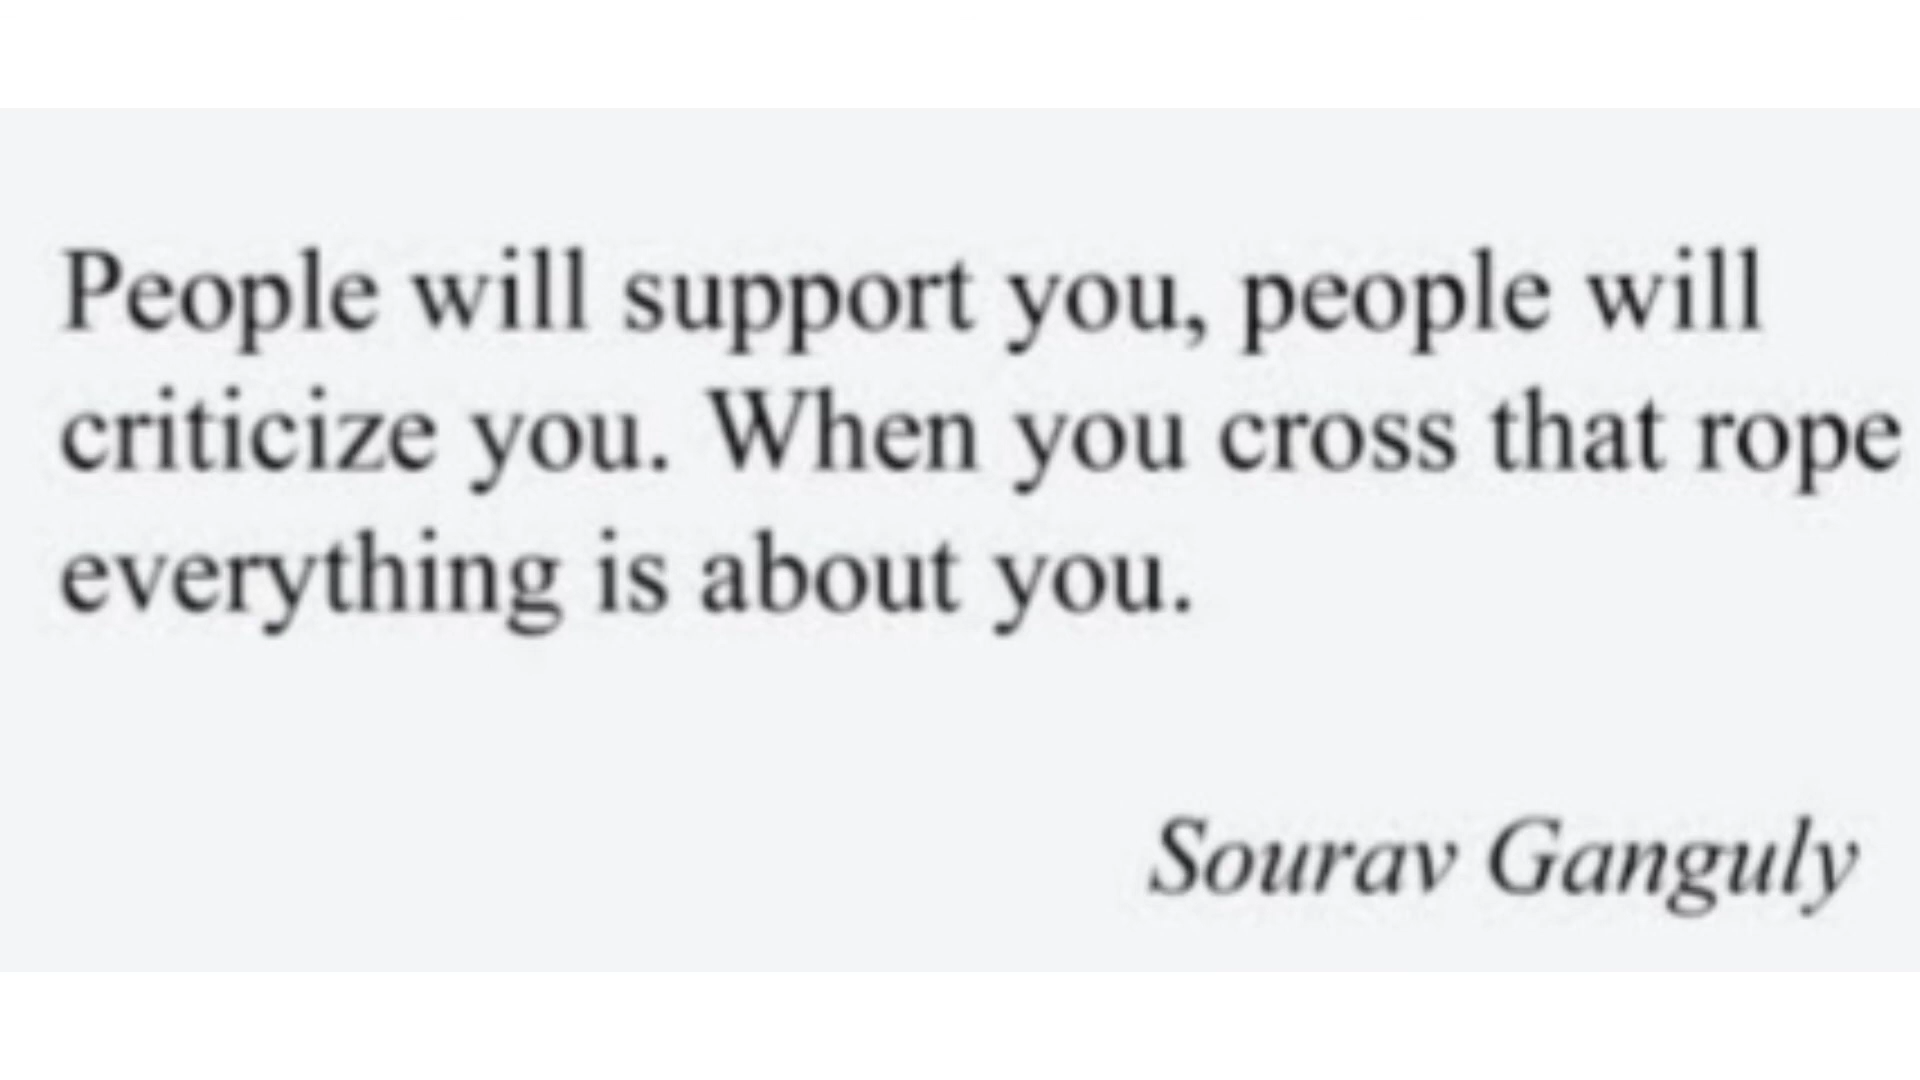 People will support you, people will
criticize you. When you cross that rope
everything is about you.
Sourav Ganguly